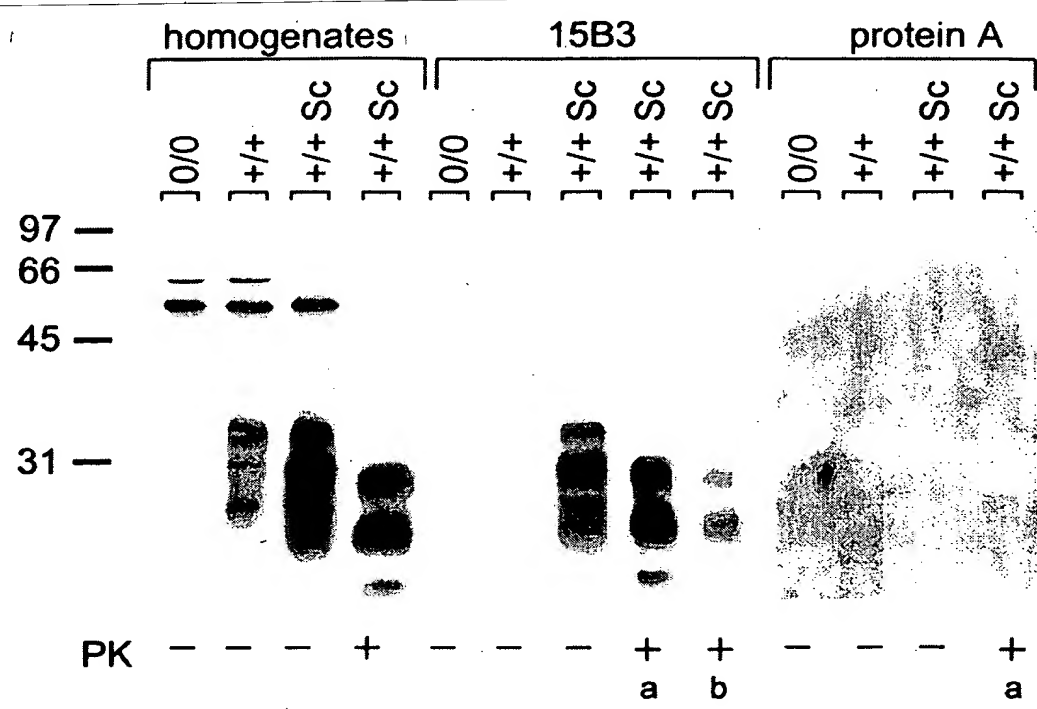 homogenates 15B3 protein A
]0/0 ]+/+ ]+/+ Sc ]+/+ Sc ]0/0 ]+/+ ]+/+ Sc ]+/+ Sc ]+/+ Sc ]0/0 ]+/+ ]+/+ Sc ]+/+ Sc
97
66
45
31
PK − − − + − − − + + − − − +
a b a